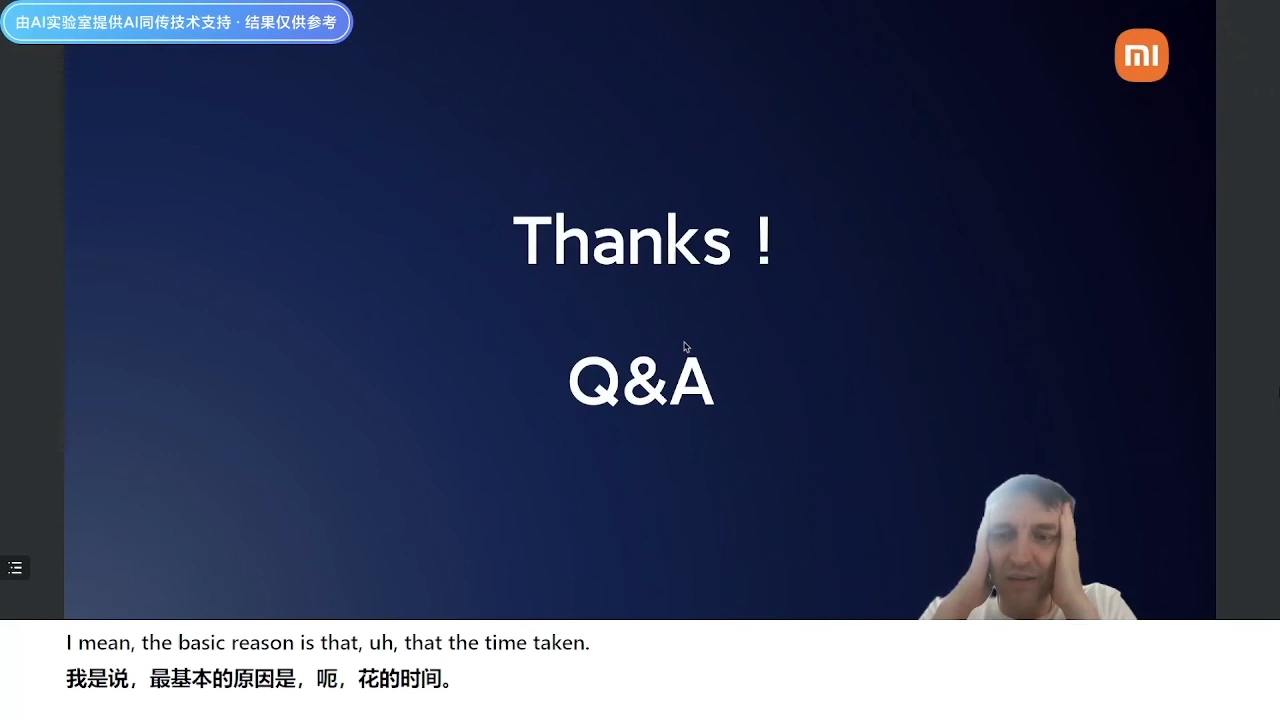 由AI实验室提供AI同传技术支持 · 结果仅供参考
mi
Thanks !
Q&A
I mean, the basic reason is that, uh, that the time taken.
我是说，最基本的原因是，呃，花的时间。